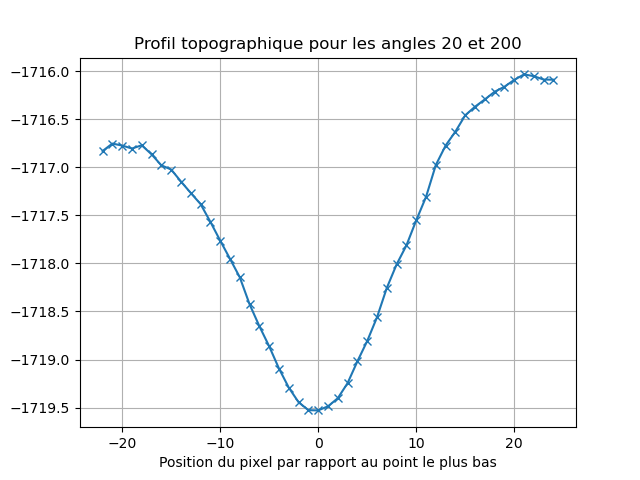 Profil topographique pour les angles 20 et 200
−1716.0
−1716.5
−1717.0
−1717.5
−1718.0
−1718.5
−1719.0
−1719.5
−20 −10 0 10 20
Position du pixel par rapport au point le plus bas